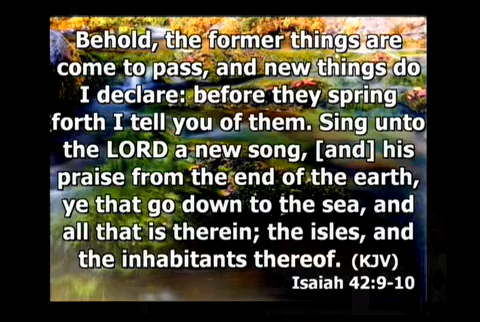 Behold, the former things are
come to pass, and new things do
I declare: before they spring
forth I tell you of them. Sing unto
the LORD a new song, [and] his
praise from the end of the earth,
ye that go down to the sea, and
all that is therein; the isles, and
the inhabitants thereof. (KJV)
Isaiah 42:9-10